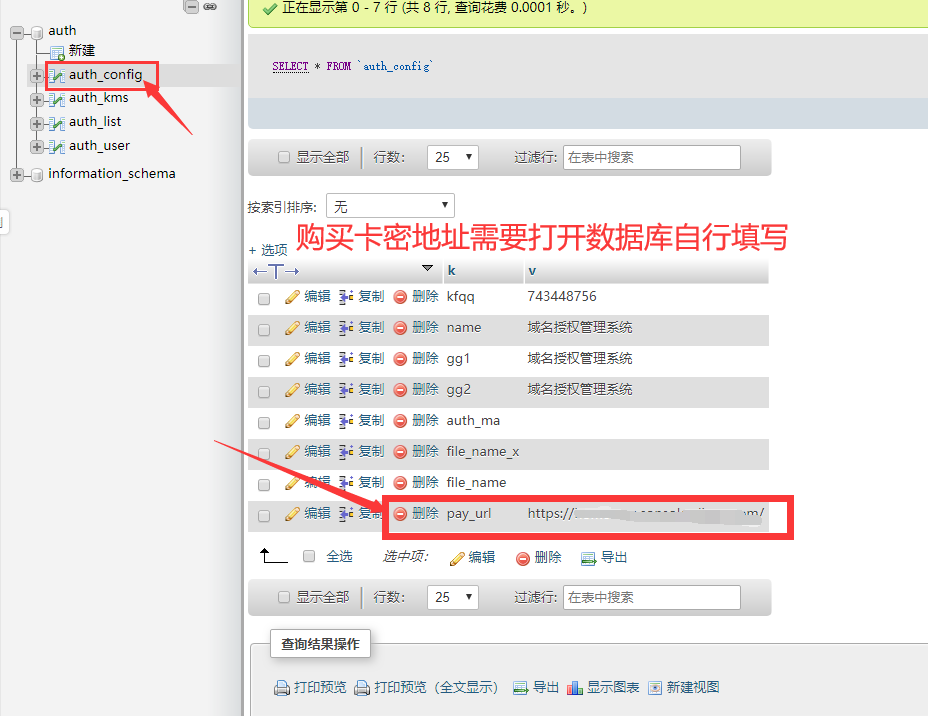 auth
新建
auth_config
auth_kms
auth_list
auth_user
information_schema
正在显示第 0 - 7 行 (共 8 行, 查询花费 0.0001 秒。)
SELECT * FROM `auth_config`
显示全部 行数: 25 过滤行: 在表中搜索
按索引排序: 无
购买卡密地址需要打开数据库自行填写
+ 选项
←T→ k v
编辑 复制 删除 kfqq 743448756
编辑 复制 删除 name 域名授权管理系统
编辑 复制 删除 gg1 域名授权管理系统
编辑 复制 删除 gg2 域名授权管理系统
编辑 复制 删除 auth_ma
编辑 复制 删除 file_name_x
编辑 复制 删除 file_name
编辑 复制 删除 pay_url https://
全选 选中项: 编辑 删除 导出
显示全部 行数: 25 过滤行: 在表中搜索
查询结果操作
打印预览 打印预览 (全文显示) 导出 显示图表 新建视图